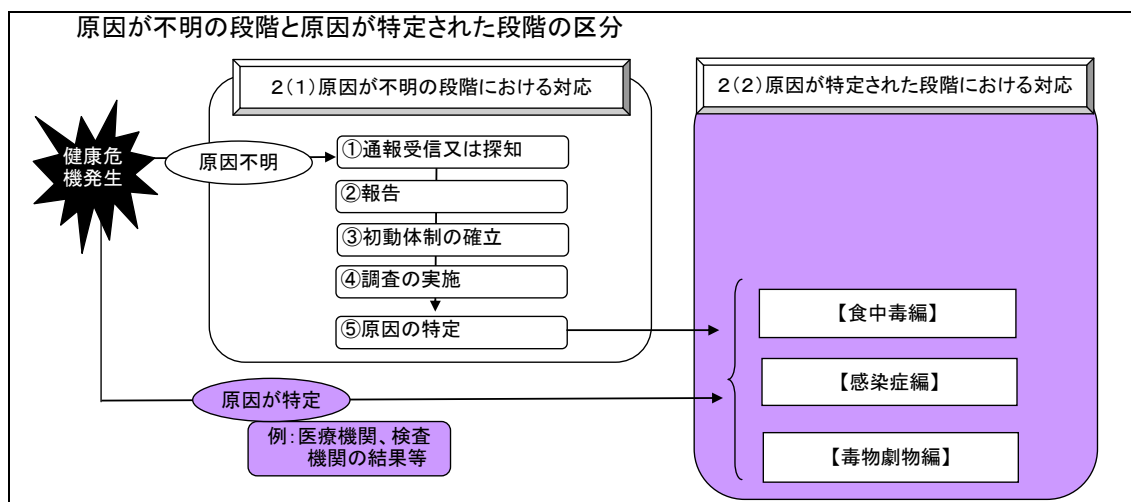 原因が不明の段階と原因が特定された段階の区分
2(1)原因が不明の段階における対応
2(2)原因が特定された段階における対応
健康危
機発生
原因不明
①通報受信又は探知
②報告
③初動体制の確立
④調査の実施
⑤原因の特定
【食中毒編】
【感染症編】
【毒物劇物編】
原因が特定
例:医療機関、検査
機関の結果等